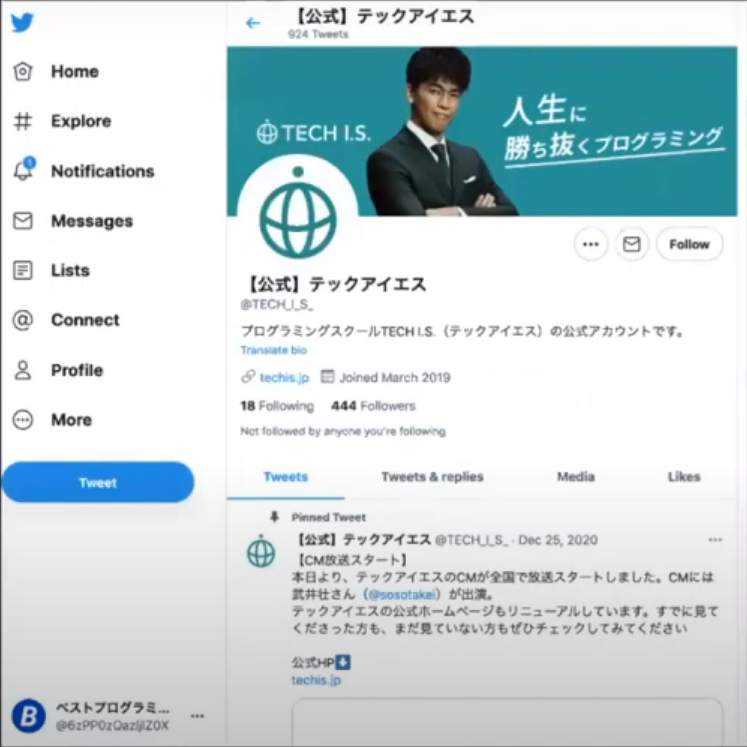 【公式】テックアイエス
924 Tweets
Home
Explore
1
Notifications
Messages
Lists
Connect
Profile
More
Tweet
TECH I.S.
人生に
勝ち抜くプログラミング
Follow
【公式】テックアイエス
@TECH_I_S_
プログラミングスクールTECH I.S.（テックアイエス）の公式アカウントです。
Translate bio
techis.jp Joined March 2019
18 Following 444 Followers
Not followed by anyone you're following
Tweets Tweets & replies Media Likes
Pinned Tweet
【公式】テックアイエス @TECH_I_S_ · Dec 25, 2020
【CM放送スタート】
本日より、テックアイエスのCMが全国で放送スタートしました。CMには
武井壮さん（@sosotakei）が出演。
テックアイエスの公式ホームページもリニューアルしています。すでに見て
くださった方も、まだ見ていない方もぜひチェックしてみてください
公式HP⬇
techis.jp
B
ベストプログラミ...